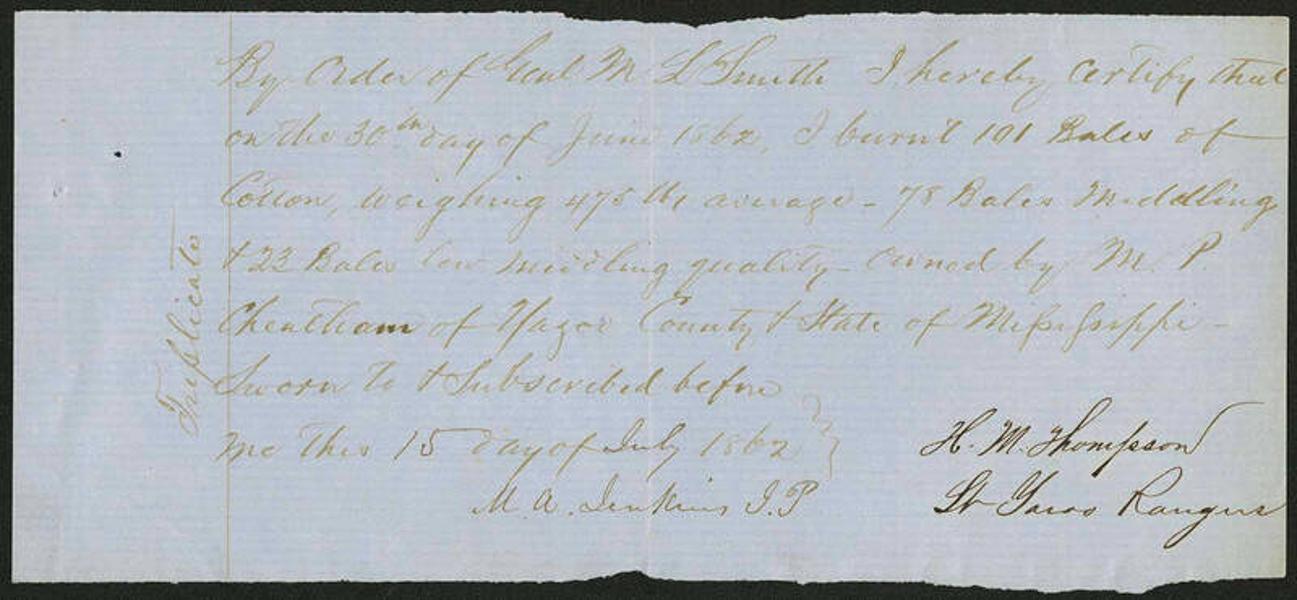 By Order of Genl M. L Smith I hereby certify that
on the 30th day of June 1862, I burnt 101 Bales of
Cotton, weighing 475 lbs average - 78 Bales Middling
& 23 Bales low middling quality - owned by M. P.
Cheatham of Yazoo County & State of Mississippi -
Sworn to & Subscribed before
me this 15 day of July 1862
M. A. Jenkins J. P
H. M. Thompson
Lt Yazoo Rangers
Triplicate